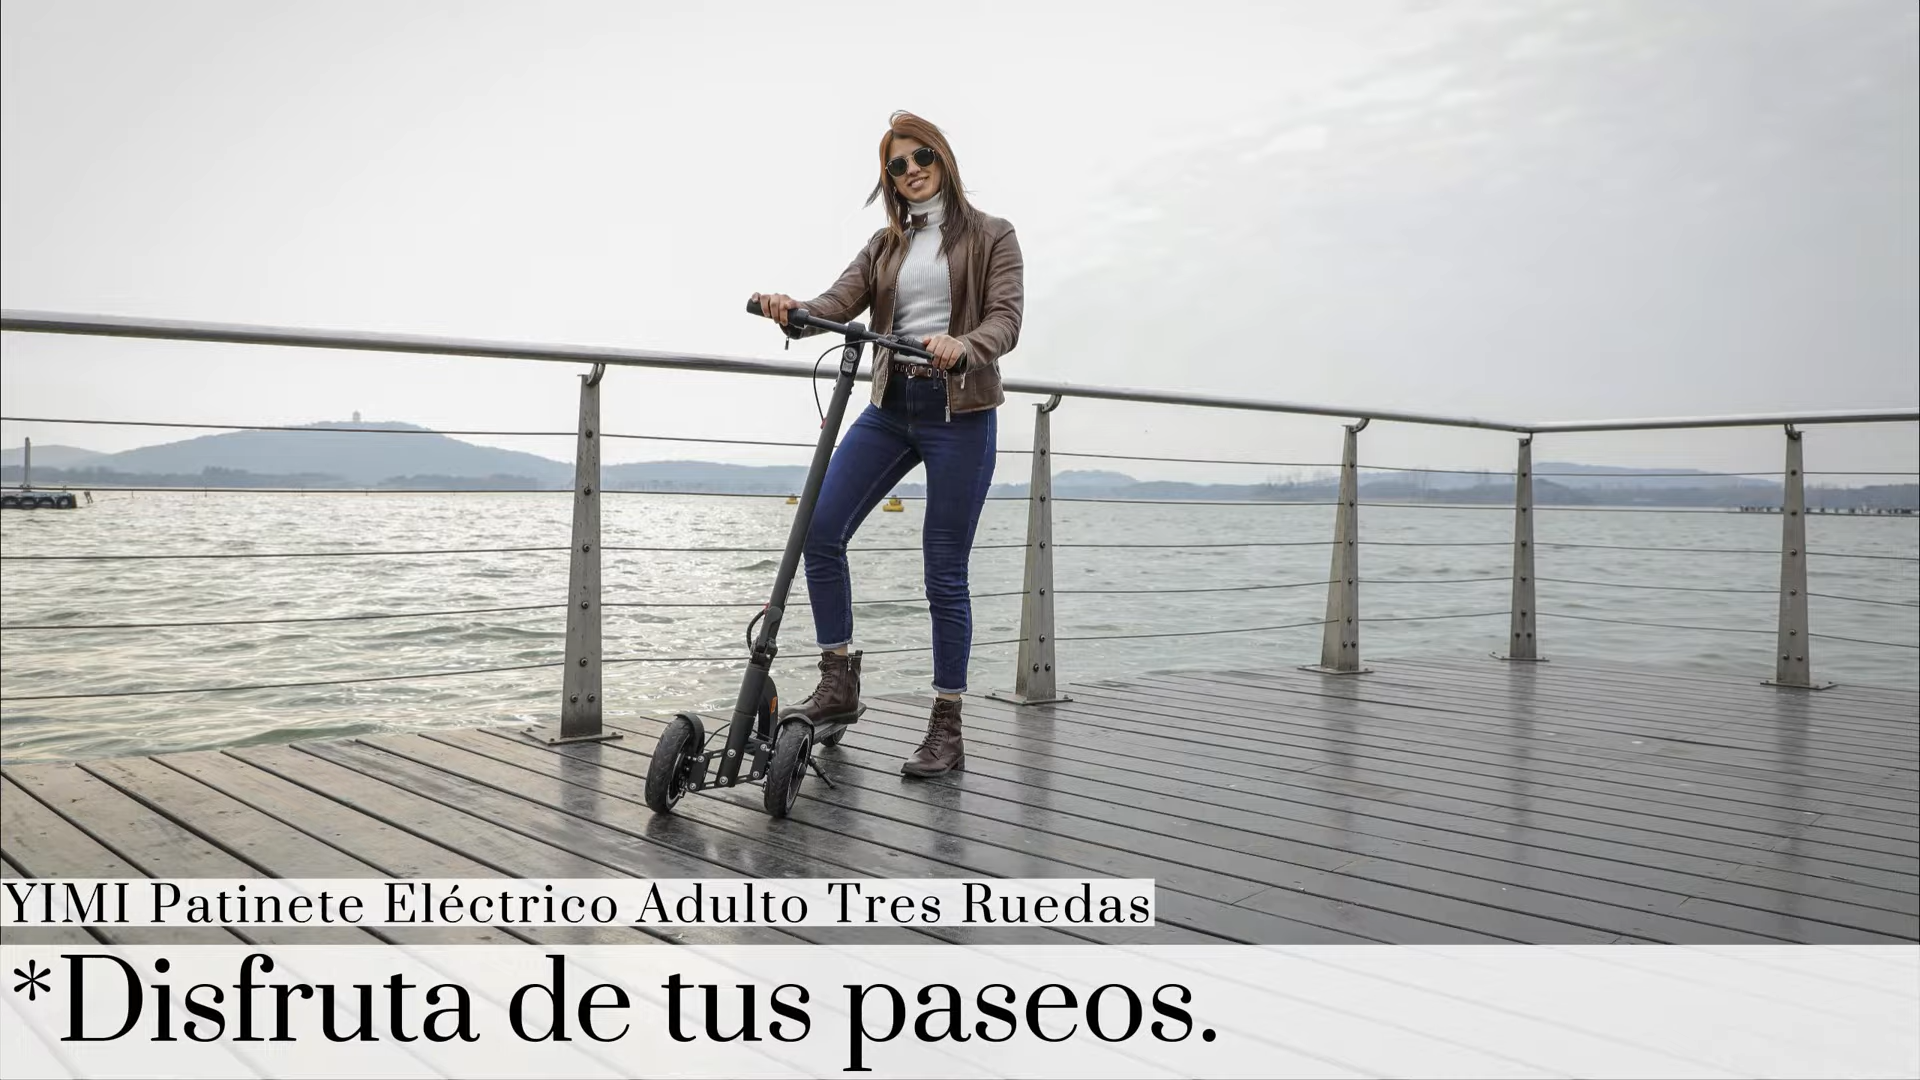 YIMI Patinete Eléctrico Adulto Tres Ruedas
*Disfruta de tus paseos.